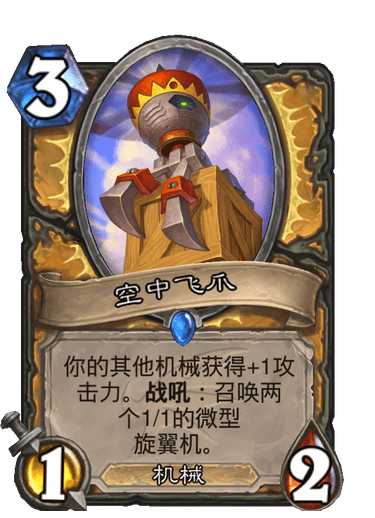 3
空中飞爪
你的其他机械获得+1攻
击力。战吼：召唤两
个1/1的微型
旋翼机。
机械
1
2